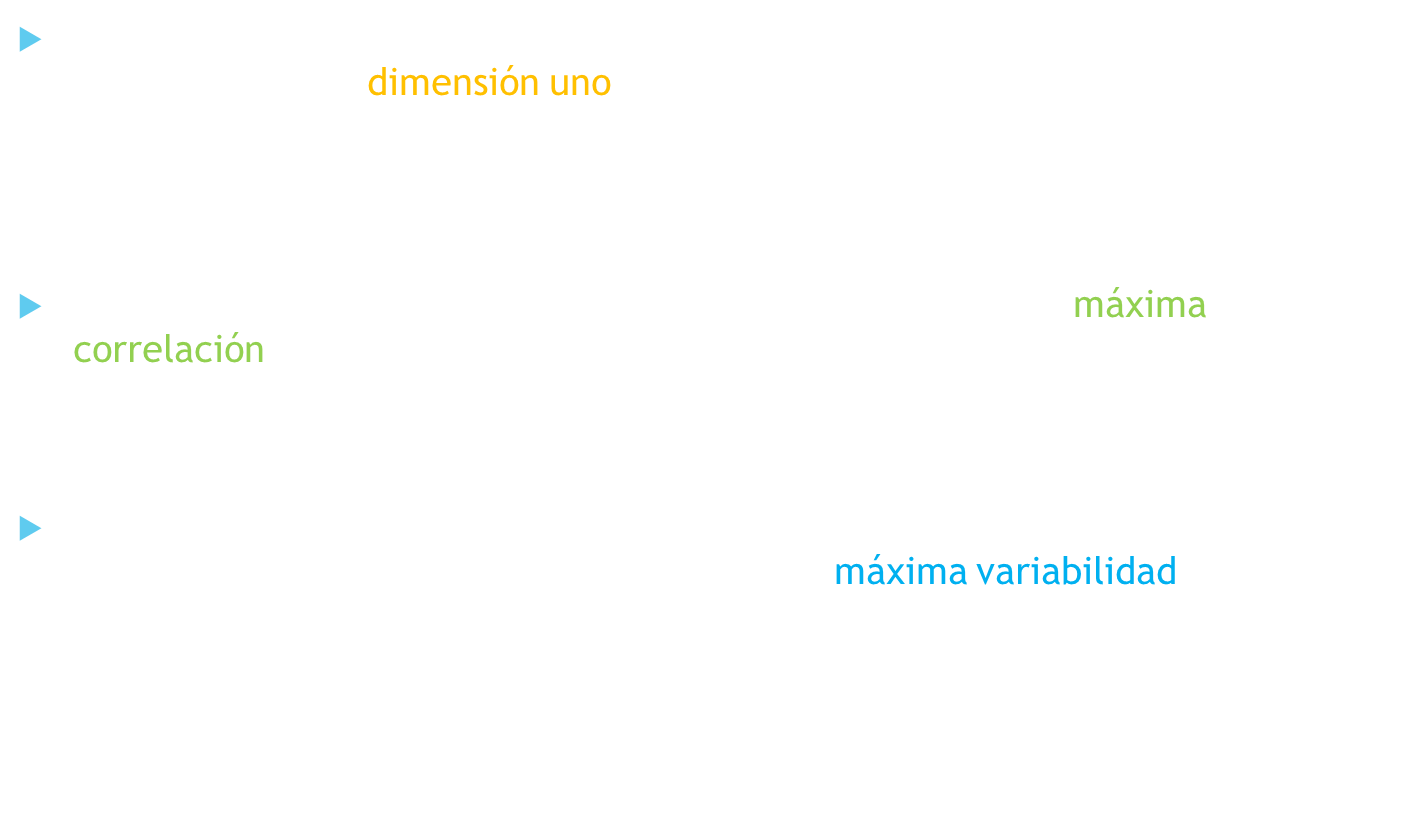 dimensión uno
máxima
correlación
máxima variabilidad